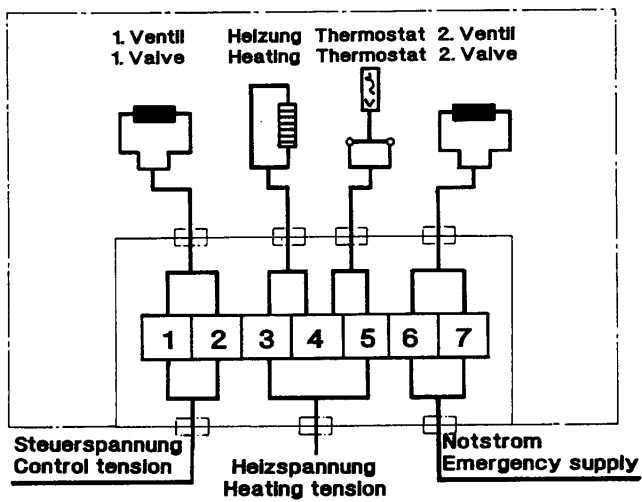 1. Ventil Heizung Thermostat 2. Ventil
1. Valve Heating Thermostat 2. Valve
1 2 3 4 5 6 7
Steuerspannung
Control tension
Heizspannung
Heating tension
Notstrom
Emergency supply